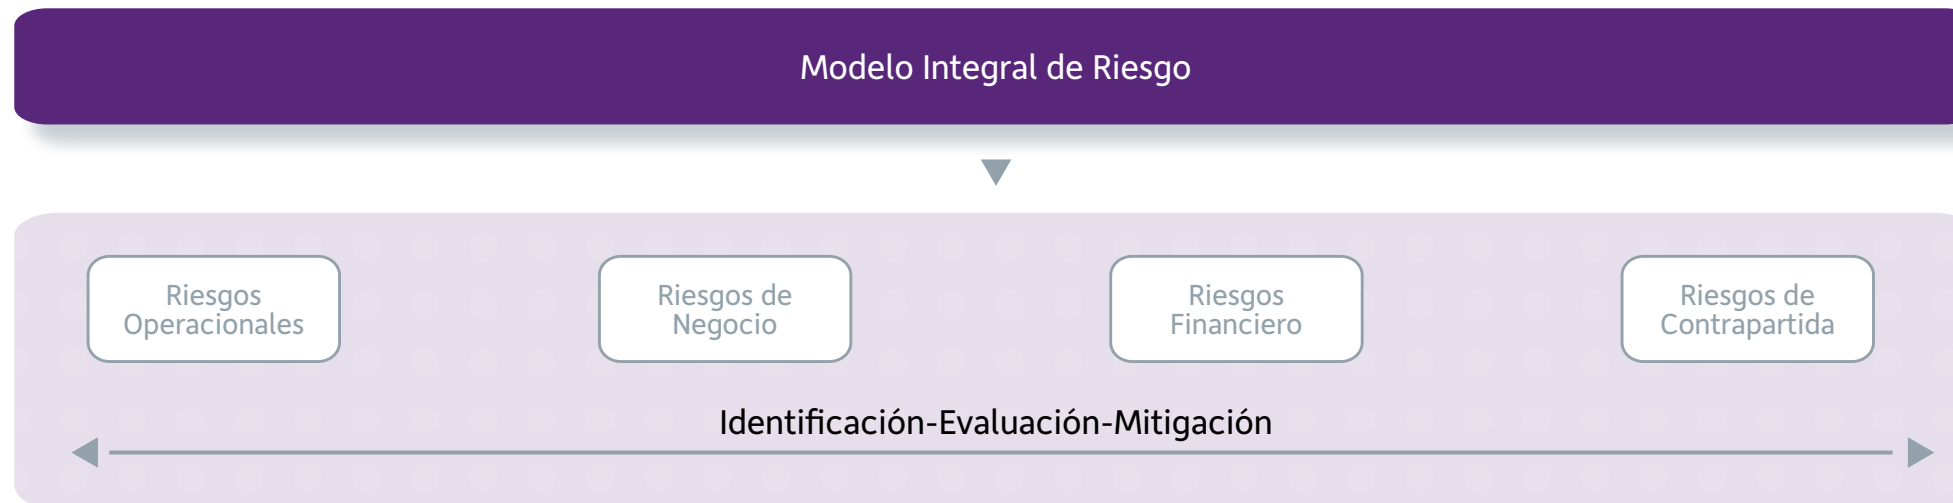 Modelo Integral de Riesgo
Riesgos
Operacionales
Riesgos de
Negocio
Riesgos
Financiero
Riesgos de
Contrapartida
Identificación-Evaluación-Mitigación